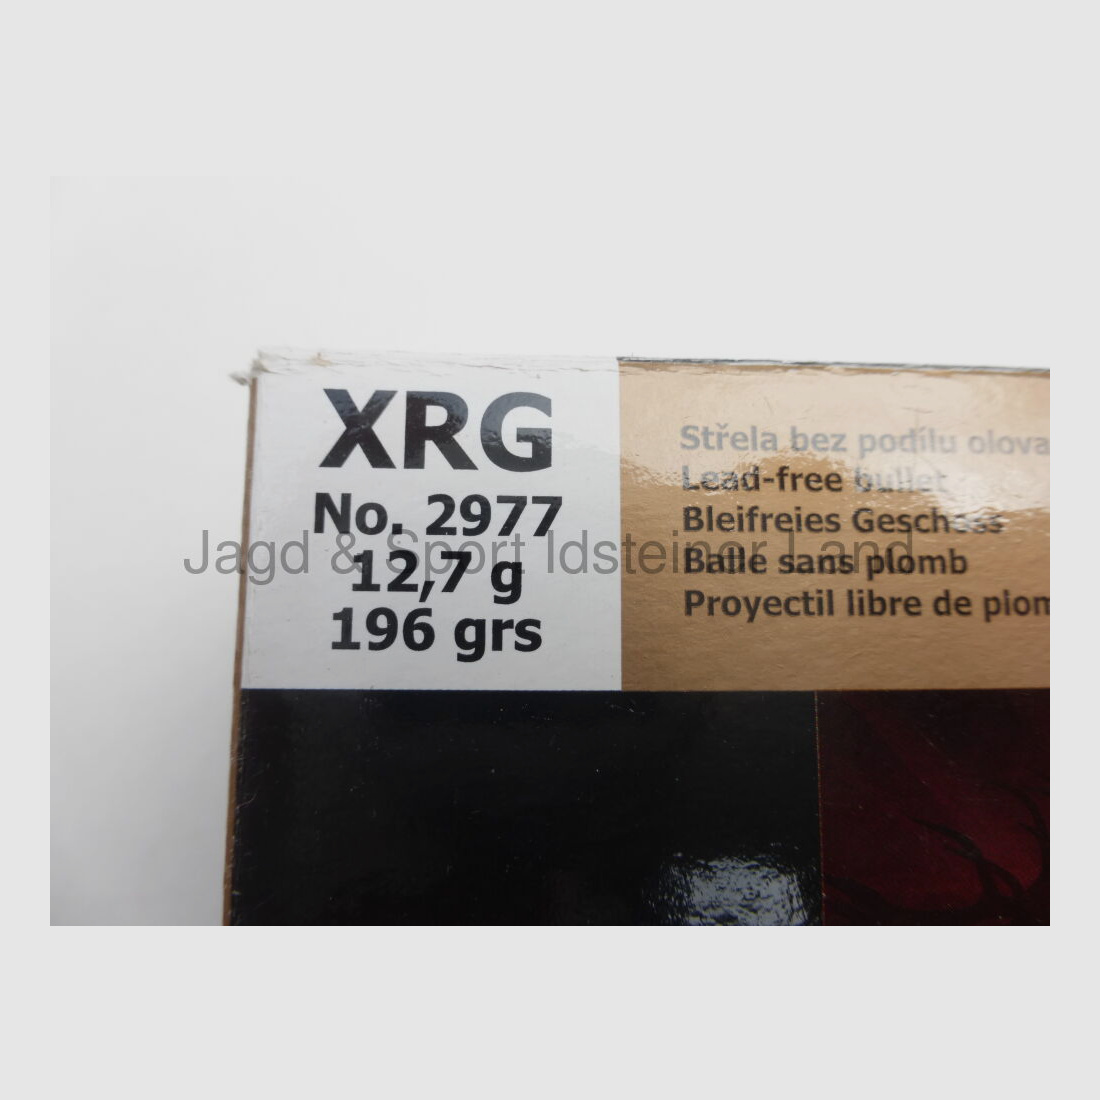 XRG
No. 2977
12,7 g
196 grs
Střela bez podílu olova
Lead-free bullet
Bleifreies Geschoss
Balle sans plomb
Proyectil libre de plom
Jagd & Sport Idsteiner Land